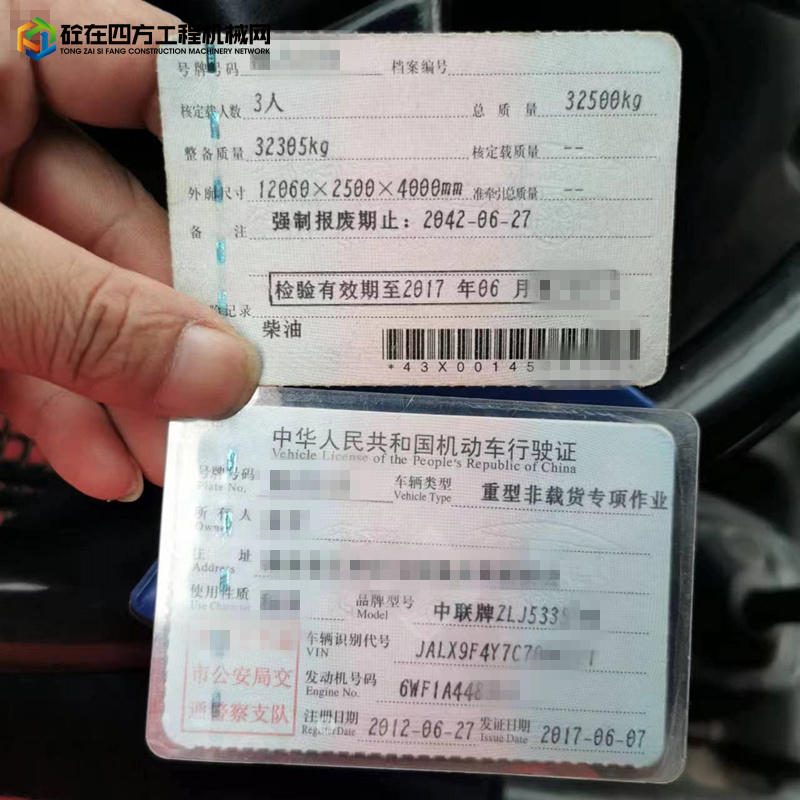 砼在四方工程机械网
TONG ZAI SI FANG CONSTRUCTION MACHINERY NETWORK
号牌号码 档案编号
核定载人数 3人 总质量 32500kg
整备质量 32305kg 核定载质量 --
外廓尺寸 12060×2500×4000mm 准牵引总质量 --
备注 强制报废期止: 2042-06-27
检验有效期至2017 年06 月
验记录
柴油
*43X00145
中华人民共和国机动车行驶证
Vehicle License of the People's Republic of China
号牌号码 车辆类型 重型非载货专项作业
Plate No. Vehicle Type
所有人
Owner
住址
Address
使用性质 品牌型号 中联牌ZLJ533
Use Character Model
车辆识别代号 JALX9F4Y7C7
VIN
市公安局交
通警察支队
发动机号码 6WF1A448
Engine No.
注册日期 2012-06-27 发证日期 2017-06-07
Register Date Issue Date